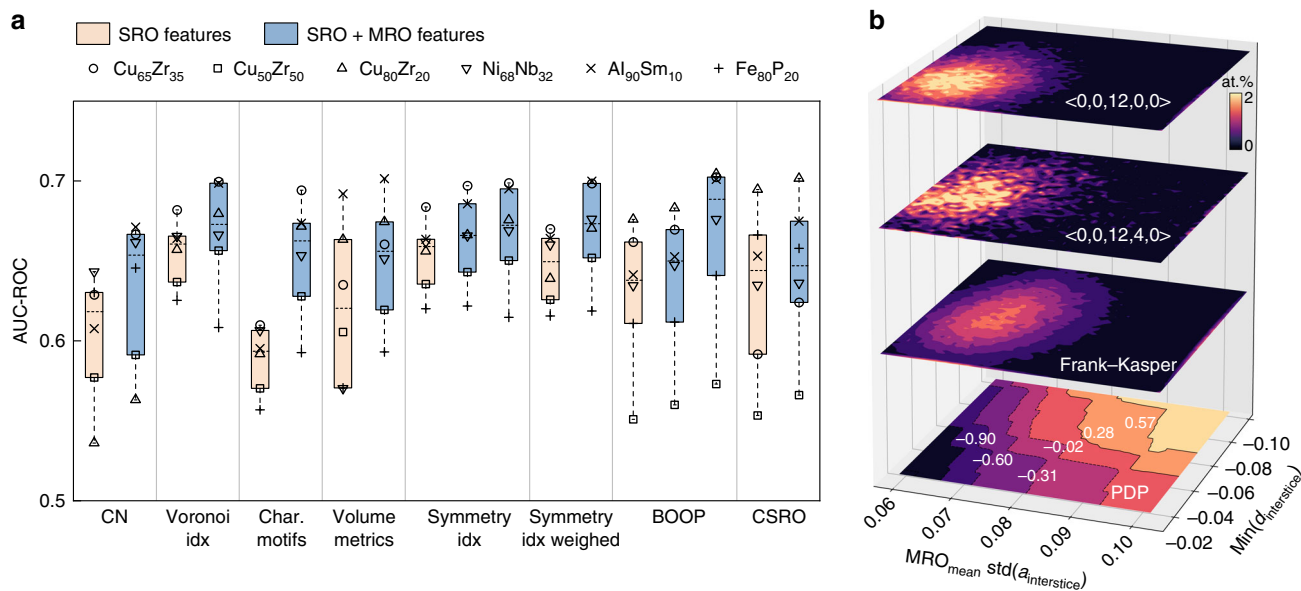 a
SRO features
SRO + MRO features
Cu65Zr35
Cu50Zr50
Cu80Zr20
Ni68Nb32
Al90Sm10
Fe80P20
AUC-ROC
0.7
0.6
0.5
CN
Voronoi
idx
Char.
motifs
Volume
metrics
Symmetry
idx
Symmetry
idx weighed
BOOP
CSRO
b
at.%
2
0
<0,0,12,0,0>
<0,0,12,4,0>
Frank–Kasper
–0.90
–0.60
–0.31
–0.02
0.28
0.57
PDP
0.06
0.07
0.08
0.09
0.10
MROmean std(ainterstice)
–0.10
–0.08
–0.06
–0.04
–0.02
Min(dinterstice)